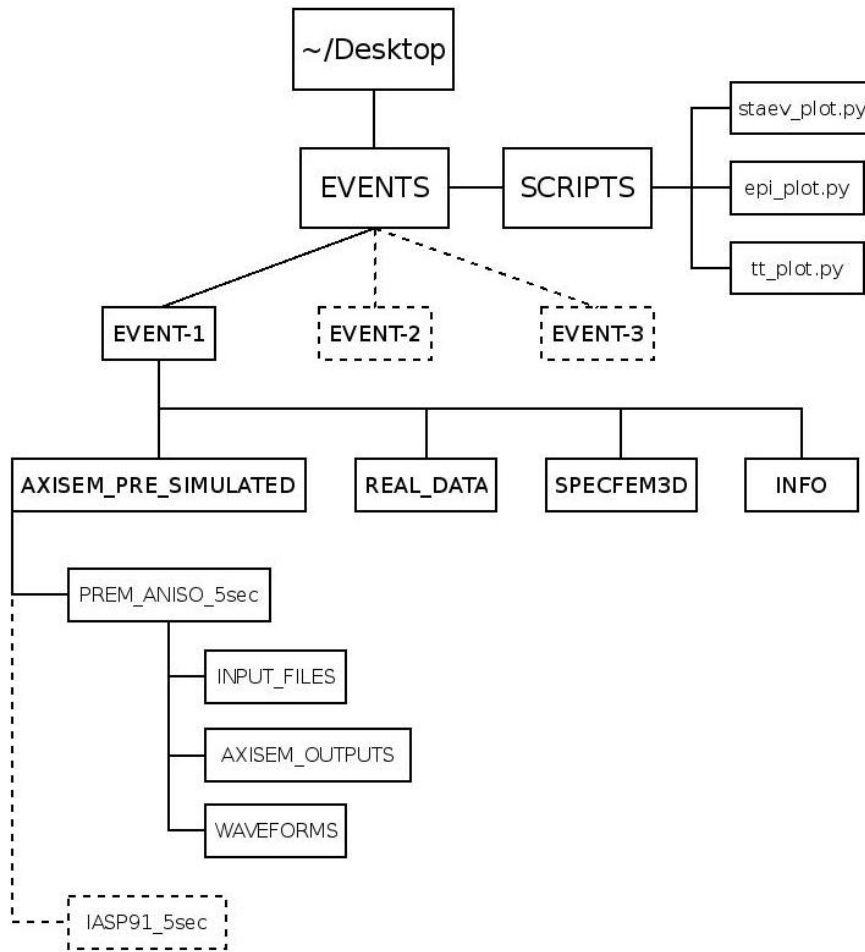 ~/Desktop
EVENTS
SCRIPTS
staev_plot.py
epi_plot.py
tt_plot.py
EVENT-1
EVENT-2
EVENT-3
AXISEM_PRE_SIMULATED
REAL_DATA
SPECFEM3D
INFO
PREM_ANISO_5sec
INPUT_FILES
AXISEM_OUTPUTS
WAVEFORMS
IASP91_5sec